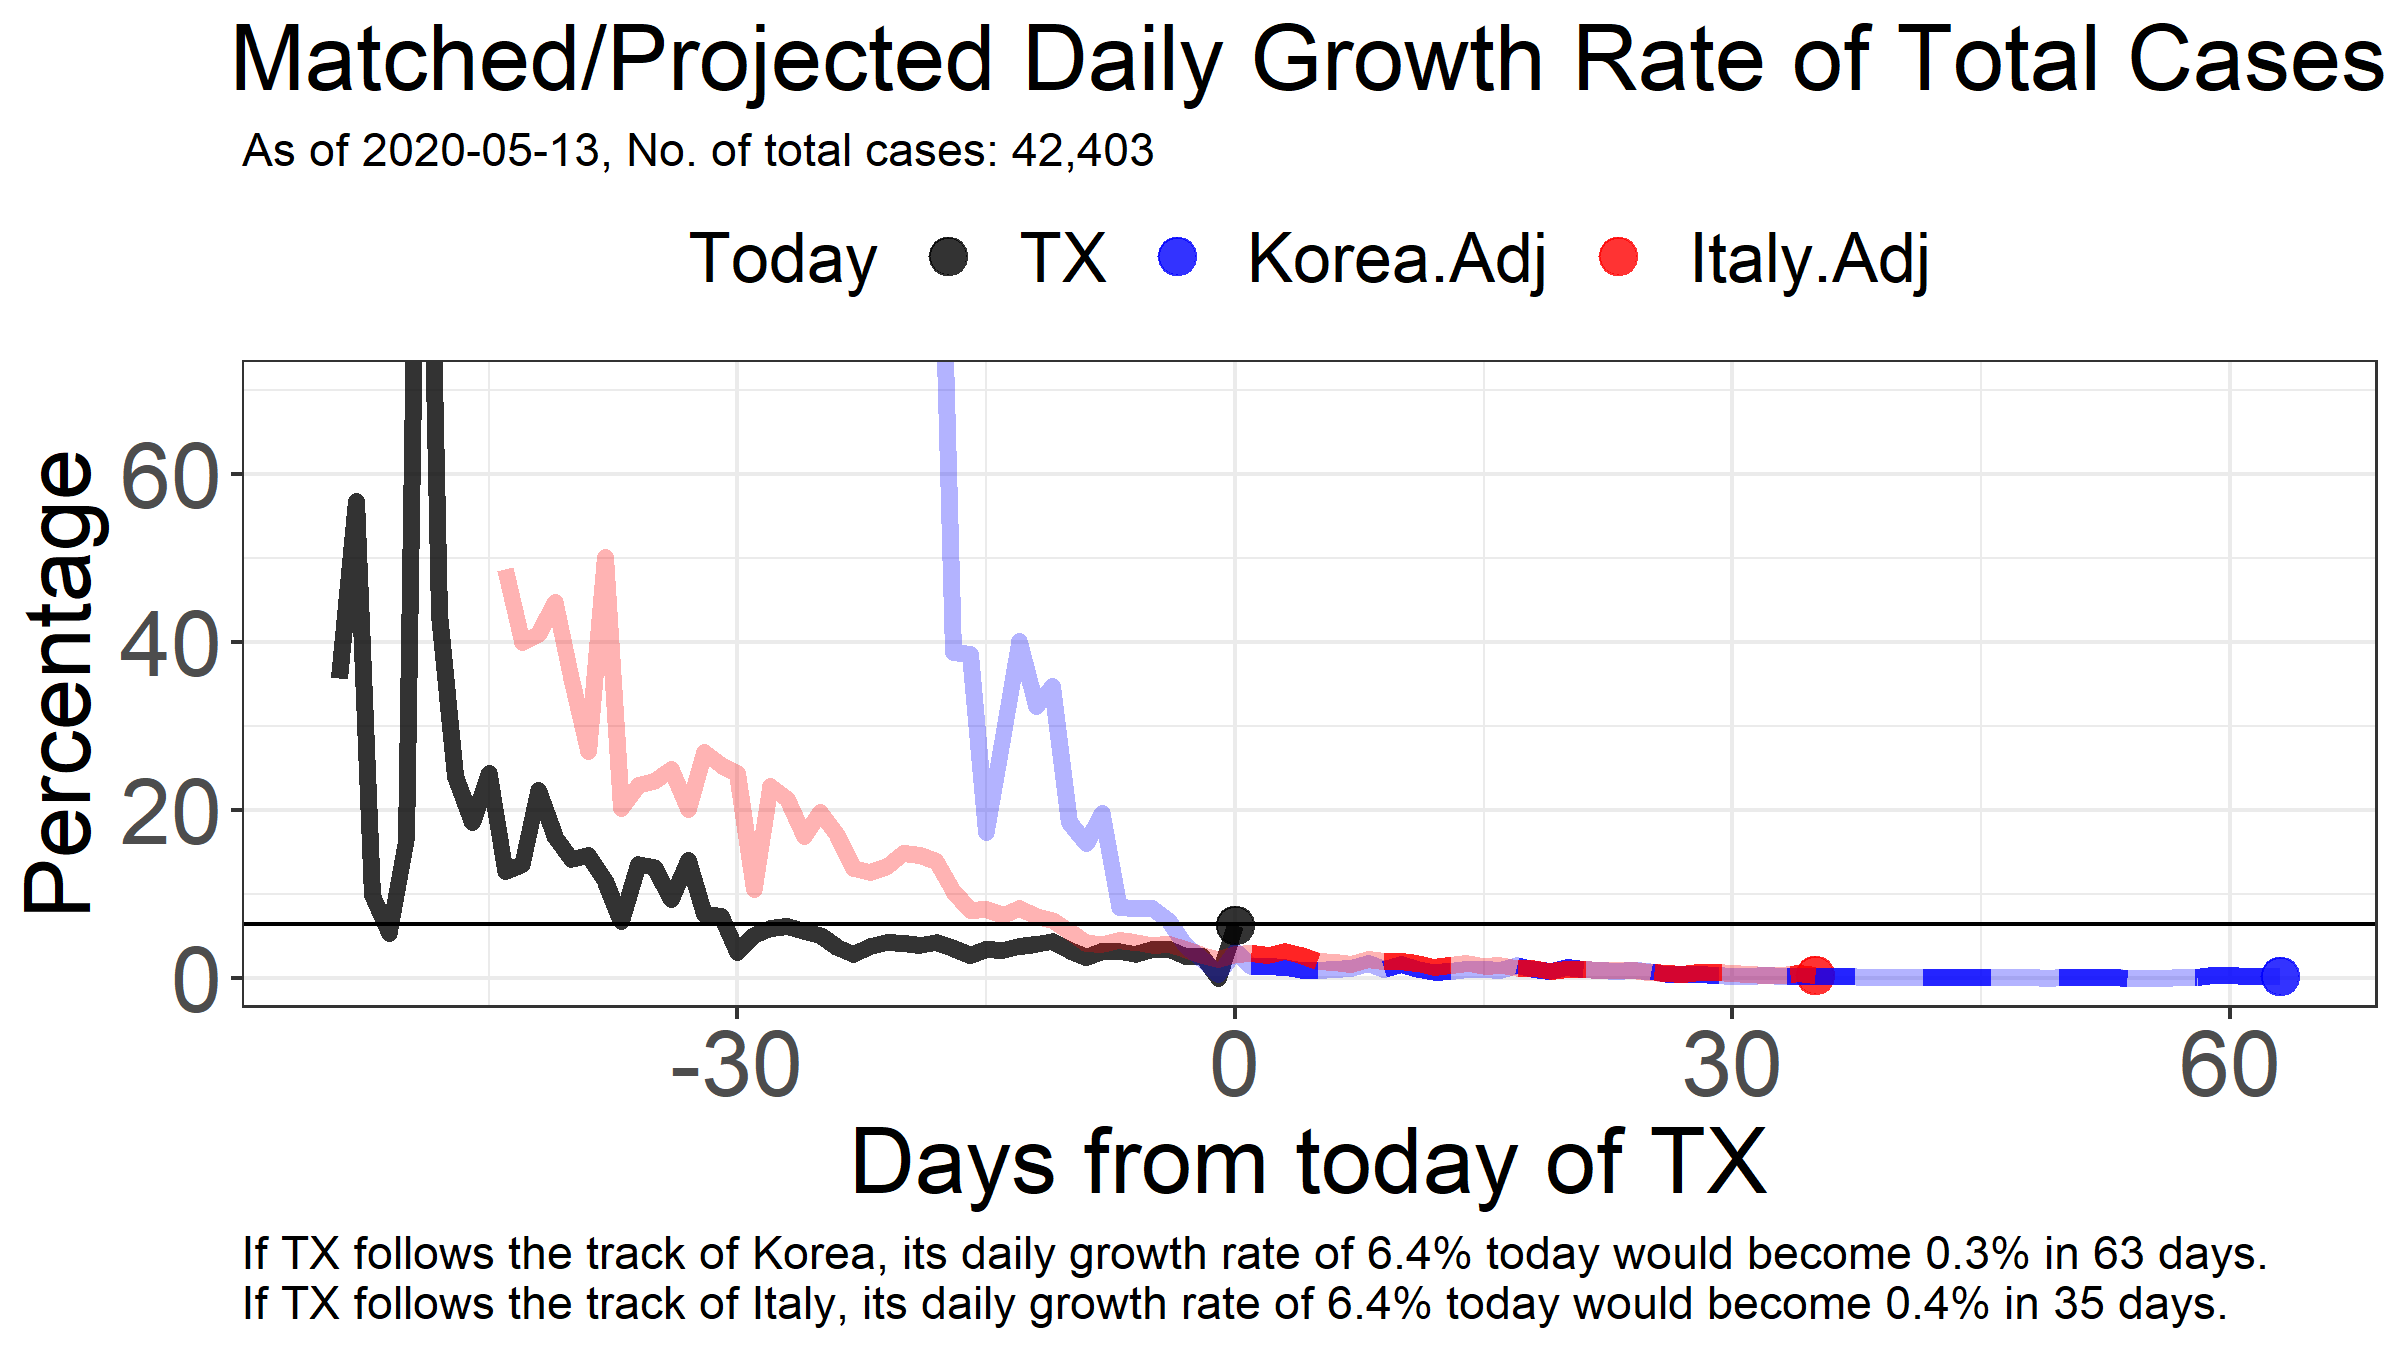 Matched/Projected Daily Growth Rate of Total Cases
As of 2020-05-13, No. of total cases: 42,403
Today TX Korea.Adj Italy.Adj
Percentage
60
40
20
0
-30 0 30 60
Days from today of TX
If TX follows the track of Korea, its daily growth rate of 6.4% today would become 0.3% in 63 days.
If TX follows the track of Italy, its daily growth rate of 6.4% today would become 0.4% in 35 days.